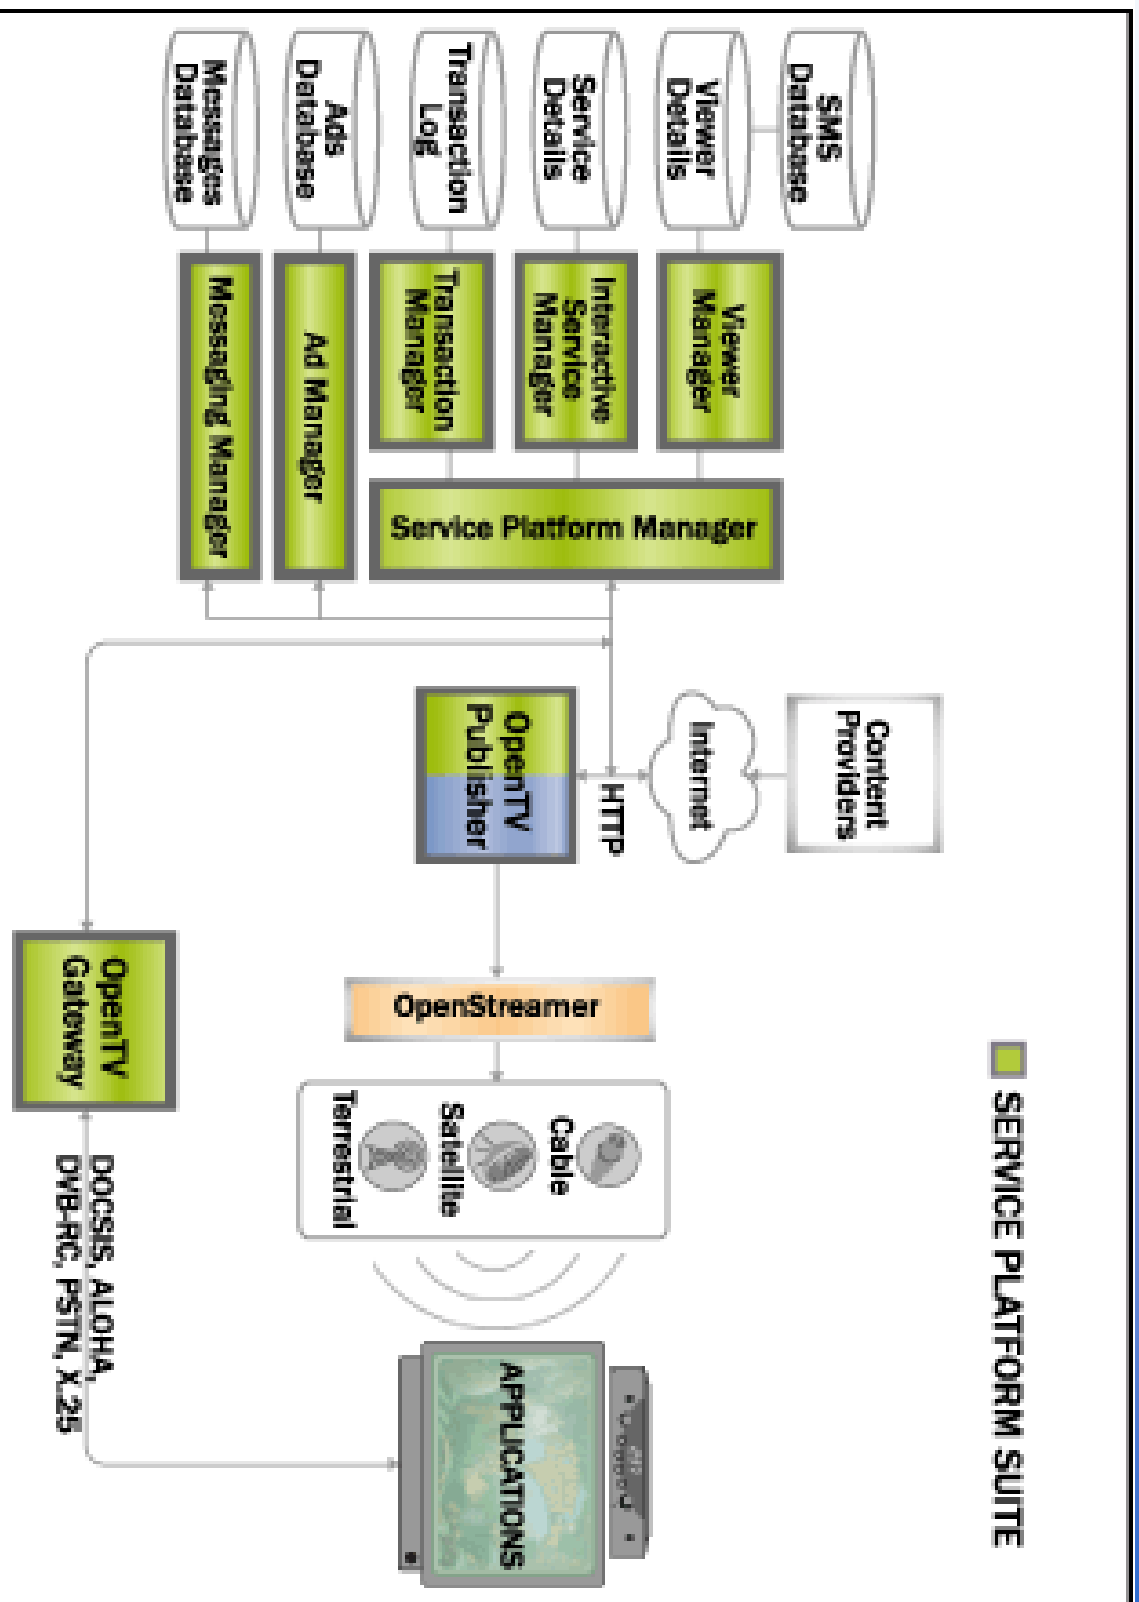 SERVICE PLATFORM SUITE
SMS
Database
Viewer
Details
Service
Details
Transaction
Log
Ads
Database
Messages
Database
Viewer
Manager
Interactive
Service
Manager
Transaction
Manager
Ad Manager
Messaging Manager
Service Platform Manager
Content
Providers
Internet
HTTP
OpenTV
Publisher
OpenStreamer
Cable
Satellite
Terrestrial
OpenTV
Gateway
DOCSIS, ALOHA,
DVB-RC, PSTN, X.25
APPLICATIONS